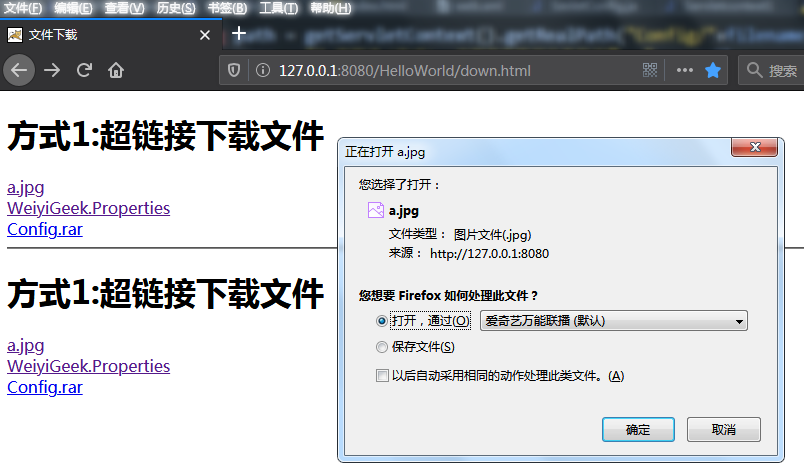 文件(F) 编辑(E) 查看(V) 历史(S) 书签(B) 工具(T) 帮助(H)
文件下载
path = getServletContext().getRealPath("Config/"+filename
127.0.0.1:8080/HelloWorld/down.html
搜索
方式1:超链接下载文件
a.jpg
WeiyiGeek.Properties
Config.rar
方式1:超链接下载文件
a.jpg
WeiyiGeek.Properties
Config.rar
正在打开 a.jpg
您选择了打开：
a.jpg
文件类型： 图片文件(.jpg)
来源： http://127.0.0.1:8080
您想要 Firefox 如何处理此文件？
打开，通过(O) 爱奇艺万能联播 (默认)
保存文件(S)
以后自动采用相同的动作处理此类文件。(A)
确定 取消